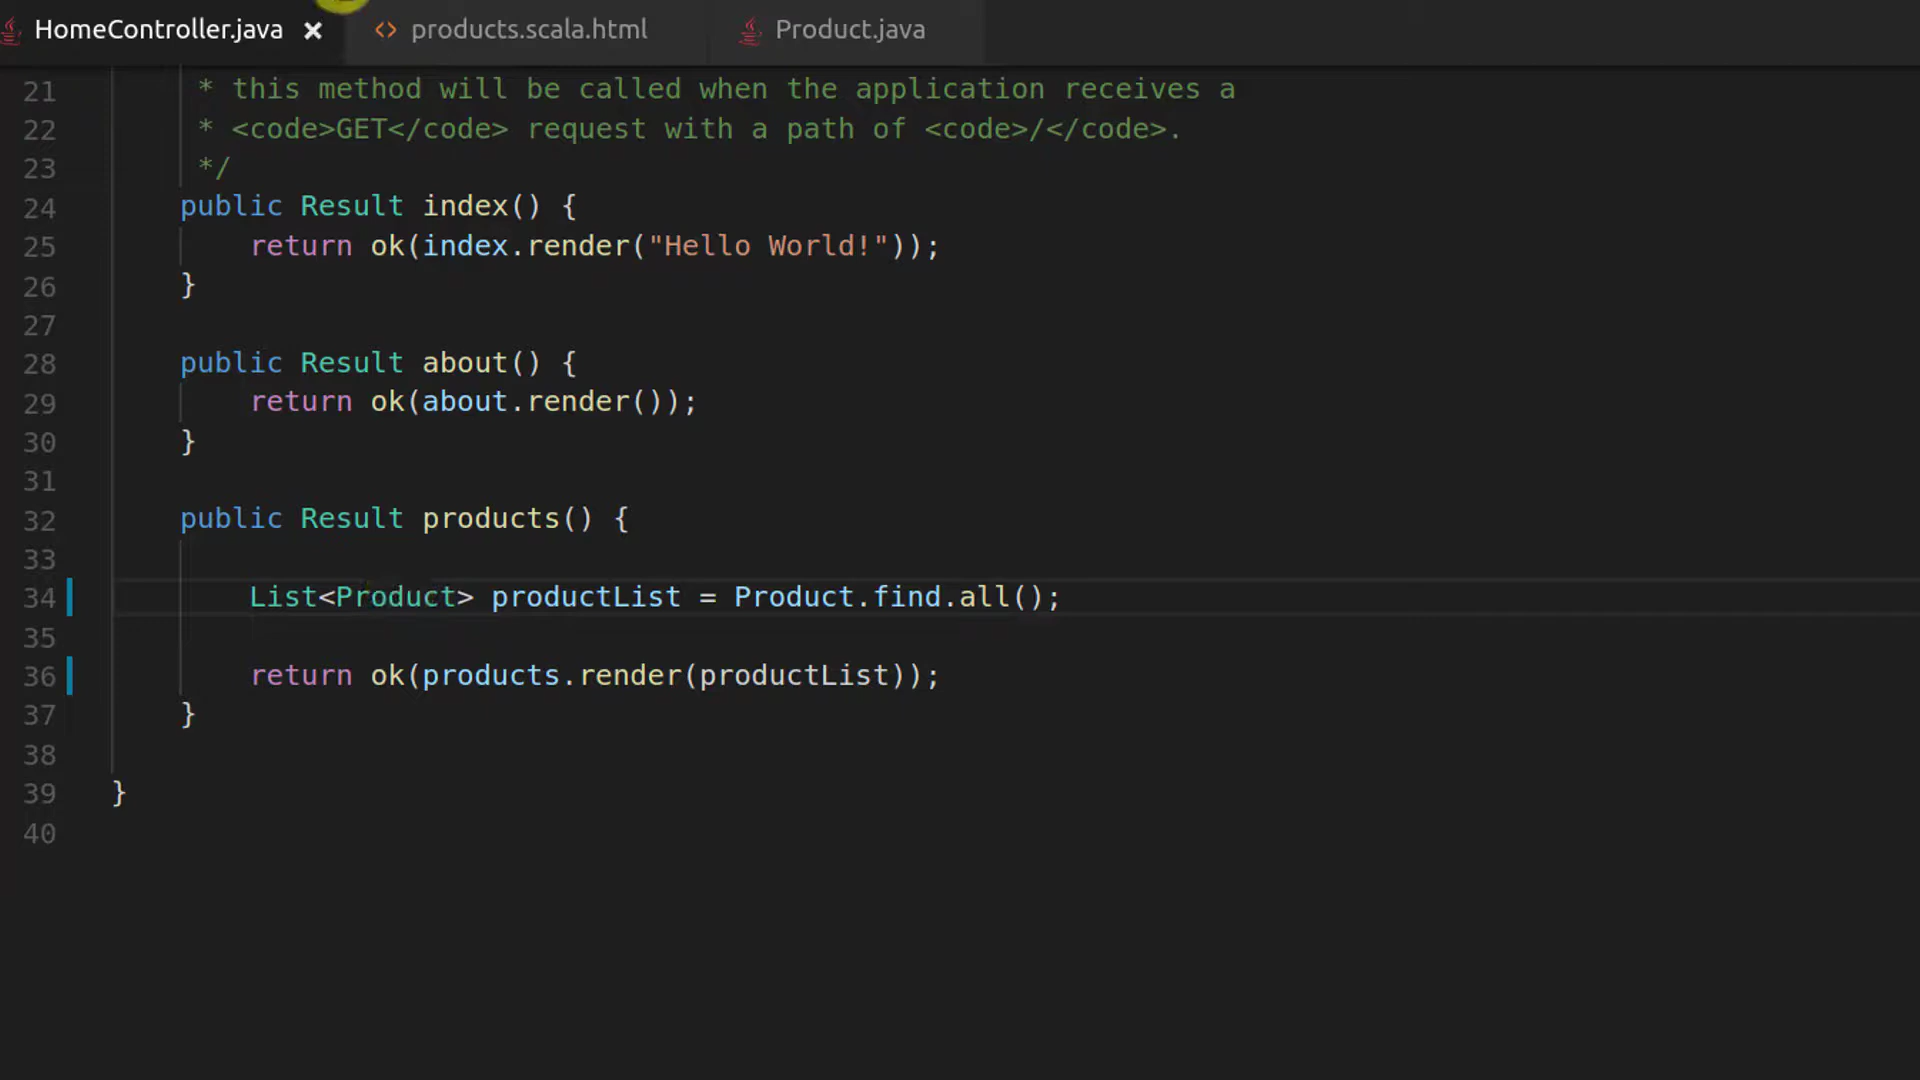 HomeController.java × <> products.scala.html Product.java
21 * this method will be called when the application receives a
22 * <code>GET</code> request with a path of <code>/</code>.
23 */
24 public Result index() {
25 return ok(index.render("Hello World!"));
26 }
27
28 public Result about() {
29 return ok(about.render());
30 }
31
32 public Result products() {
33
34 List<Product> productList = Product.find.all();
35
36 return ok(products.render(productList));
37 }
38
39 }
40